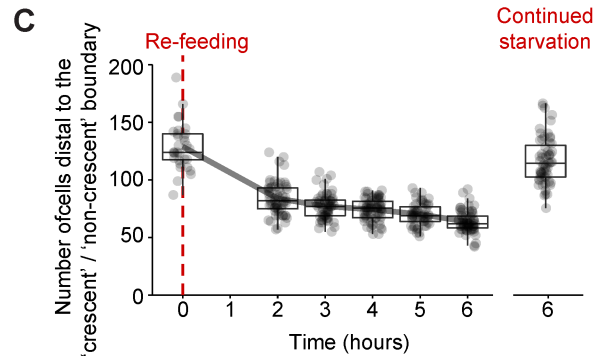 C
Re-feeding
Continued
starvation
Number ofcells distal to the
'crescent' / 'non-crescent' boundary
200
150
100
50
0
0 1 2 3 4 5 6
6
Time (hours)